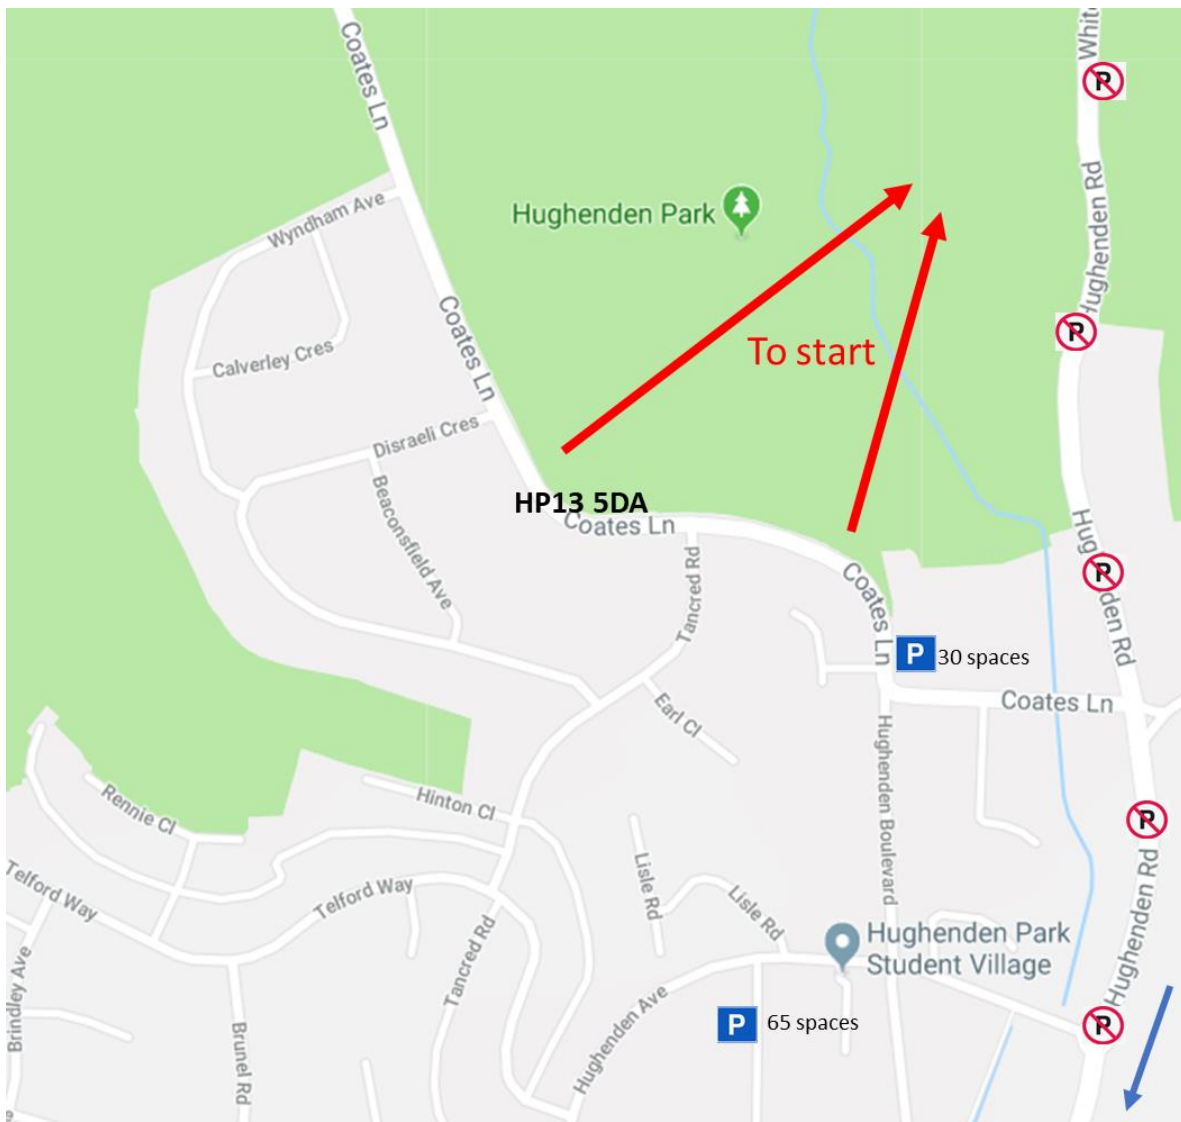 Coates Ln
Whit
P
Wyndham Ave
Hughenden Park
Hughenden Rd
Coates Ln
P
To start
Calverley Cres
Disraeli Cres
Beaconsfield Ave
HP13 5DA
Coates Ln
Tancred Rd
Coates Ln
Hughenden Rd
P
P 30 spaces
Earl Cl
Coates Ln
Hughenden Boulevard
Rennie Cl
Hinton Cl
P
Telford Way
Telford Way
Lisle Rd
Lisle Rd
Hughenden Park
Student Village
Hughenden Rd
Tancred Rd
Brindley Ave
Brunel Rd
Hughenden Ave
P 65 spaces
P